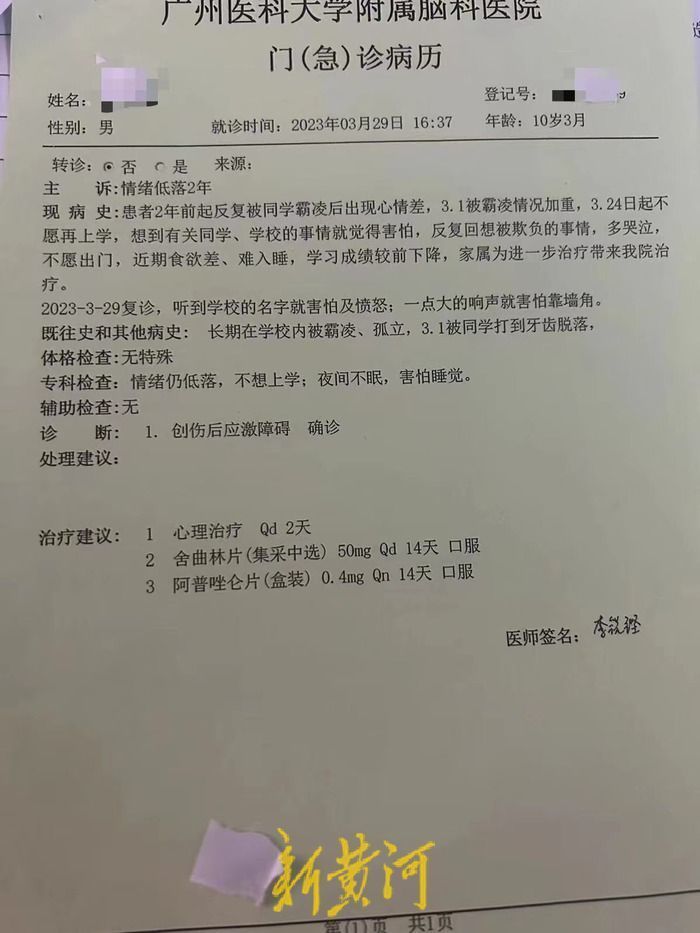 广州医科大学附属脑科医院
门(急)诊病历
姓名:
登记号: 9
性别: 男 就诊时间: 2023年03月29日 16:37 年龄: 10岁3月
转诊: 否 是 来源:
主 诉:情绪低落2年
现 病 史:患者2年前起反复被同学霸凌后出现心情差, 3.1被霸凌情况加重, 3.24日起不
愿再上学, 想到有关同学、学校的事情就觉得害怕, 反复回想被欺负的事情, 多哭泣,
不愿出门, 近期食欲差、难入睡, 学习成绩较前下降, 家属为进一步治疗带来我院治
疗。
2023-3-29复诊, 听到学校的名字就害怕及愤怒; 一点大的响声就害怕靠墙角。
既往史和其他病史: 长期在学校内被霸凌、孤立, 3.1被同学打到牙齿脱落,
体格检查:无特殊
专科检查: 情绪仍低落, 不想上学; 夜间不眠, 害怕睡觉。
辅助检查:无
诊 断: 1. 创伤后应激障碍 确诊
处理建议:
治疗建议: 1 心理治疗 Qd 2天
2 舍曲林片(集采中选) 50mg Qd 14天 口服
3 阿普唑仑片(盒装) 0.4mg Qn 14天 口服
医师签名:
新黄河
第(1)页 共1页